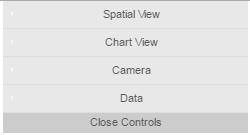 Spatial View
Chart View
Camera
Data
Close Controls